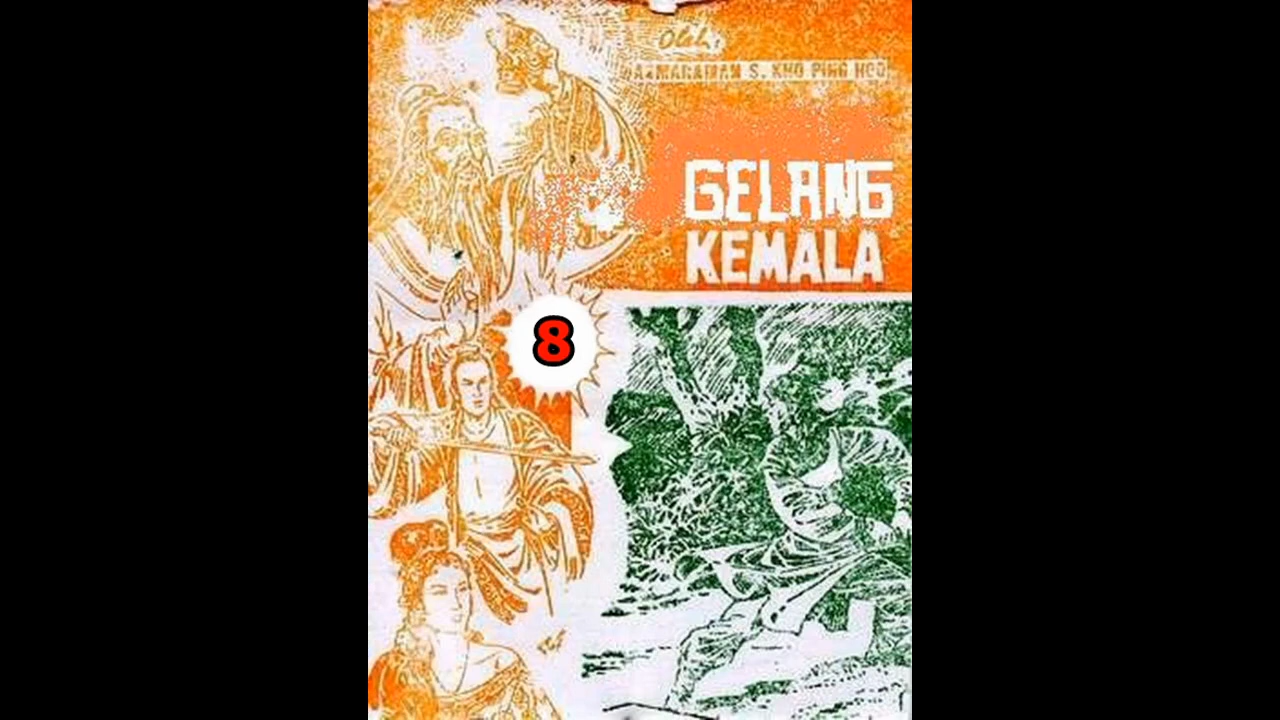 Oleh:
ASMARAMAN S. KHO PING HOO
GELANG
KEMALA
8